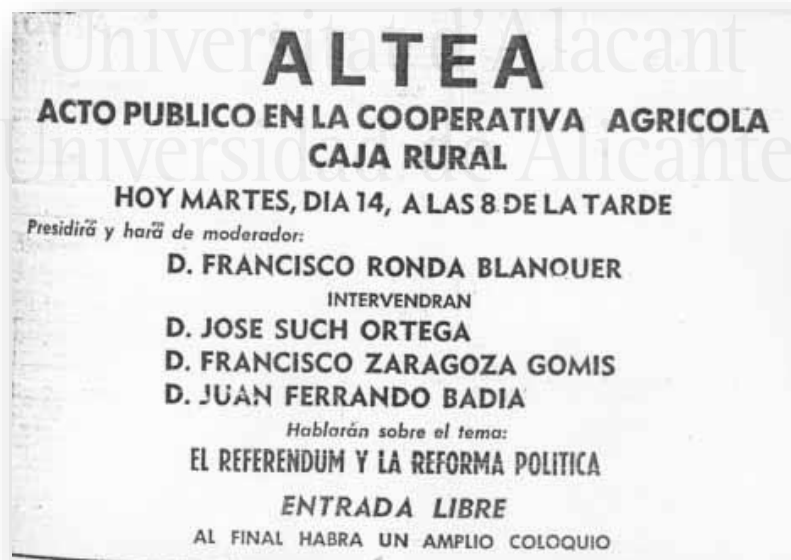 Universitat d'Alacant
Universidad de Alicante
ALTEA
ACTO PUBLICO EN LA COOPERATIVA AGRICOLA
CAJA RURAL
HOY MARTES, DIA 14, A LAS 8 DE LA TARDE
Presidirá y hará de moderador:
D. FRANCISCO RONDA BLANQUER
INTERVENDRAN
D. JOSE SUCH ORTEGA
D. FRANCISCO ZARAGOZA GOMIS
D. JUAN FERRANDO BADIA
Hablarán sobre el tema:
EL REFERENDUM Y LA REFORMA POLITICA
ENTRADA LIBRE
AL FINAL HABRA UN AMPLIO COLOQUIO